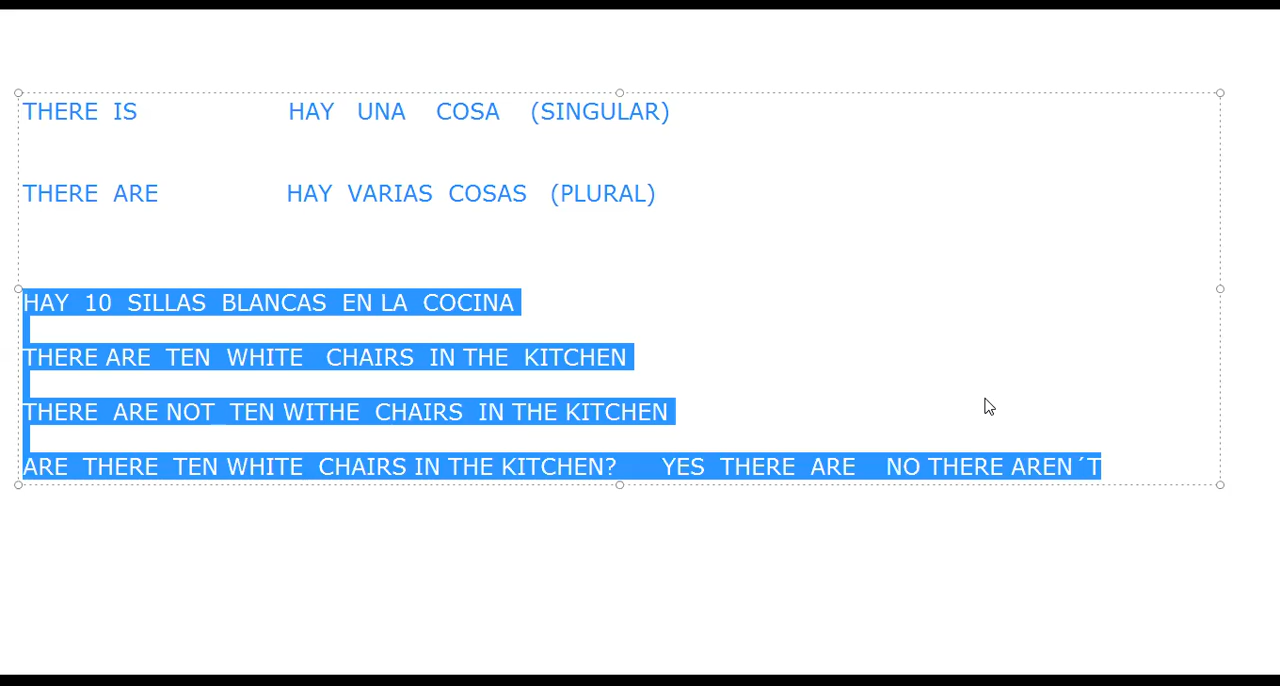 THERE IS HAY UNA COSA (SINGULAR)
THERE ARE HAY VARIAS COSAS (PLURAL)
HAY 10 SILLAS BLANCAS EN LA COCINA
THERE ARE TEN WHITE CHAIRS IN THE KITCHEN
THERE ARE NOT TEN WITHE CHAIRS IN THE KITCHEN
ARE THERE TEN WHITE CHAIRS IN THE KITCHEN? YES THERE ARE NO THERE AREN´T